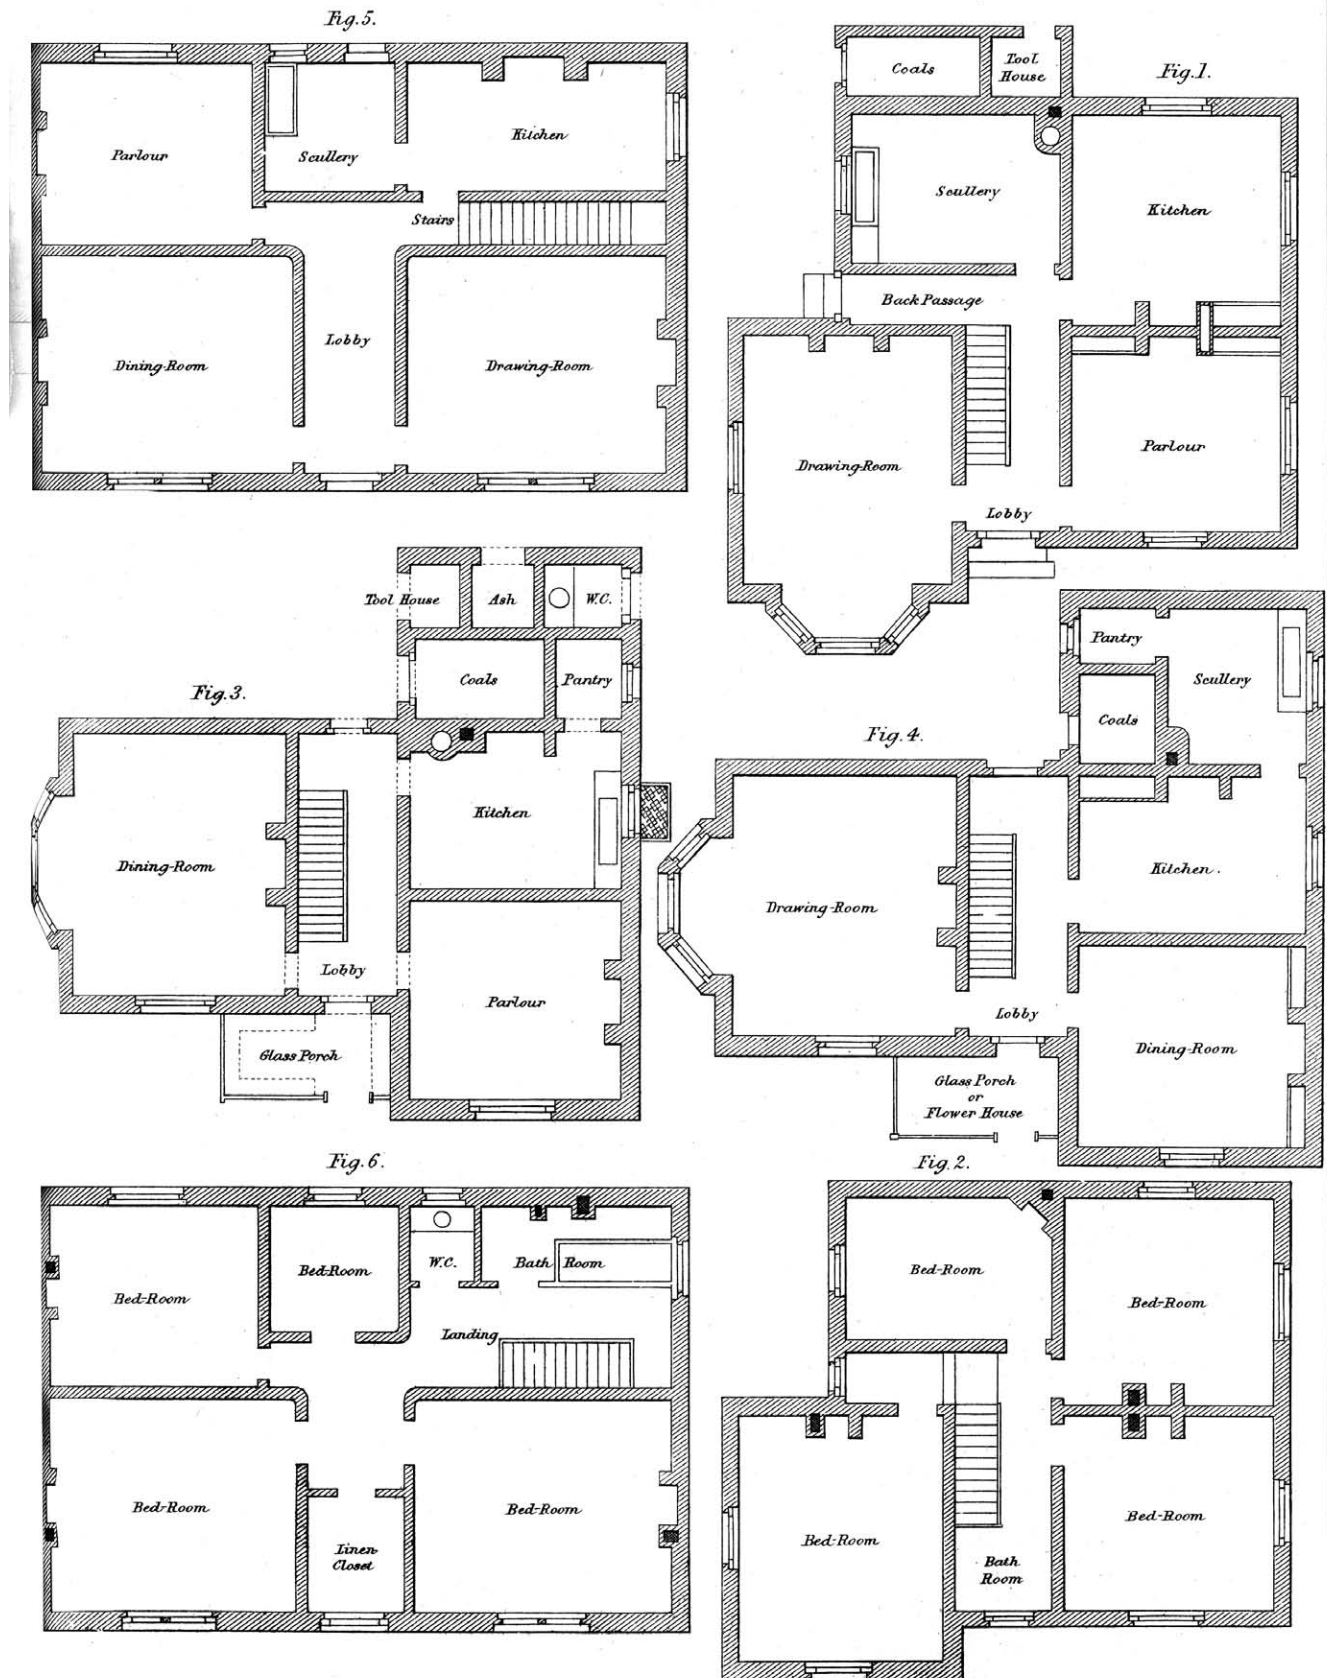 Fig. 5.
Parlour
Scullery
Kitchen
Stairs
Lobby
Dining-Room
Drawing-Room
Fig. 1.
Coals
Tool
House
Scullery
Kitchen
Back Passage
Drawing-Room
Parlour
Lobby
Fig. 3.
Tool House
Ash
W.C.
Coals
Pantry
Kitchen
Dining-Room
Lobby
Parlour
Glass Porch
Fig. 4.
Pantry
Scullery
Coals
Kitchen.
Drawing-Room
Lobby
Dining-Room
Glass Porch
or
Flower House
Fig. 6.
Bed-Room
Bed-Room
W.C.
Bath Room
Landing
Bed-Room
Bed-Room
Linen
Closet
Fig. 2.
Bed-Room
Bed-Room
Bed-Room
Bed-Room
Bath
Room